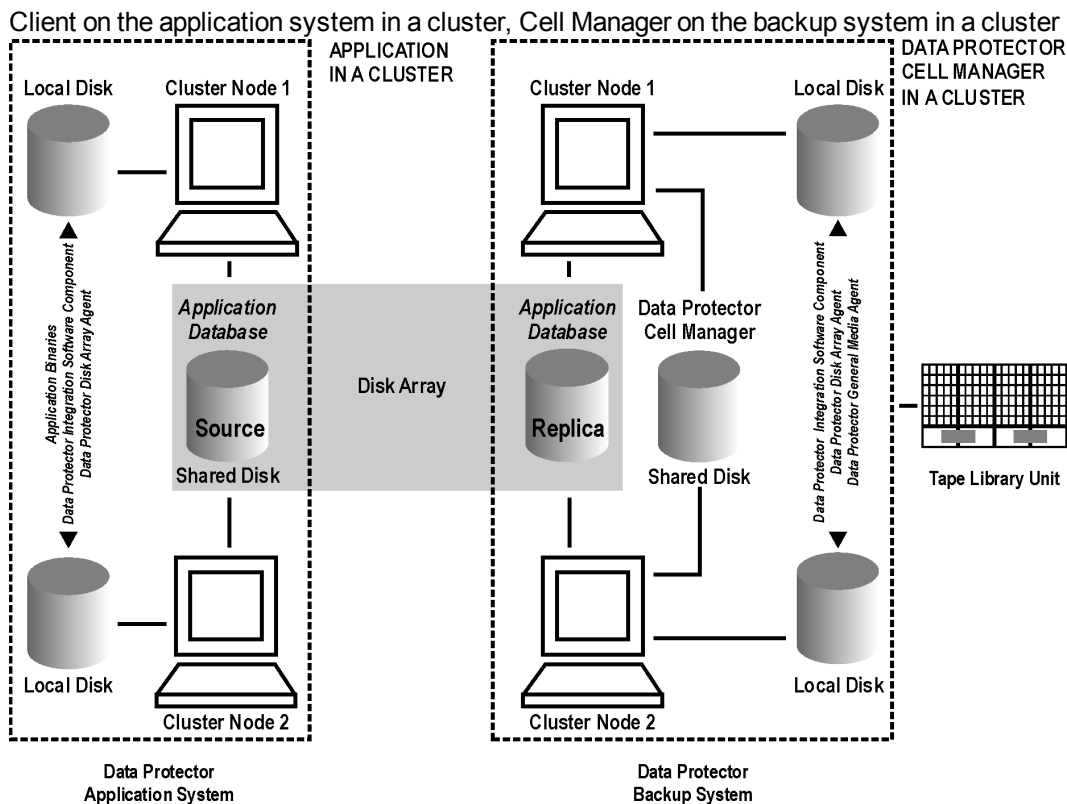 Client on the application system in a cluster, Cell Manager on the backup system in a cluster
APPLICATION
IN A CLUSTER
DATA PROTECTOR
CELL MANAGER
IN A CLUSTER
Local Disk
Cluster Node 1
Cluster Node 1
Local Disk
Application Binaries
Data Protector Integration Software Component
Data Protector Disk Array Agent
Application
Database
Source
Shared Disk
Disk Array
Application
Database
Replica
Data Protector
Cell Manager
Shared Disk
Data Protector Integration Software Component
Data Protector Disk Array Agent
Data Protector General Media Agent
Tape Library Unit
Local Disk
Cluster Node 2
Cluster Node 2
Local Disk
Data Protector
Application System
Data Protector
Backup System